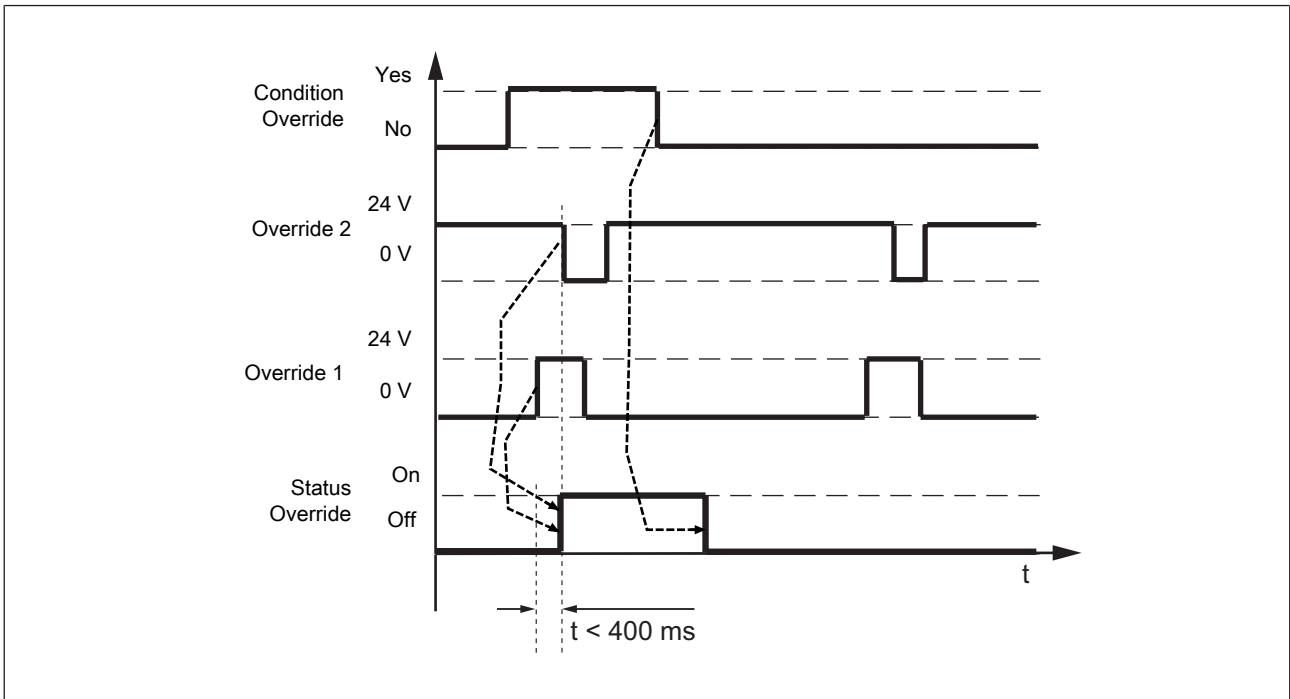 Yes
Condition
Override
No
24 V
Override 2
0 V
24 V
Override 1
0 V
On
Status
Override
Off
t
t < 400 ms